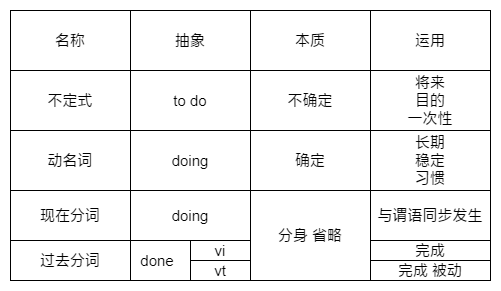 名称 抽象 本质 运用
不定式 to do 不确定 将来
目的
一次性
动名词 doing 确定 长期
稳定
习惯
现在分词 doing 分身 省略 与谓语同步发生
过去分词 done vi 完成
vt 完成 被动